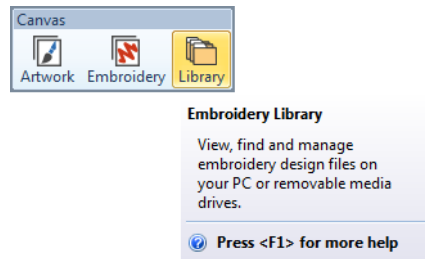 Canvas
Artwork Embroidery Library
Embroidery Library
View, find and manage
embroidery design files on
your PC or removable media
drives.
Press <F1> for more help